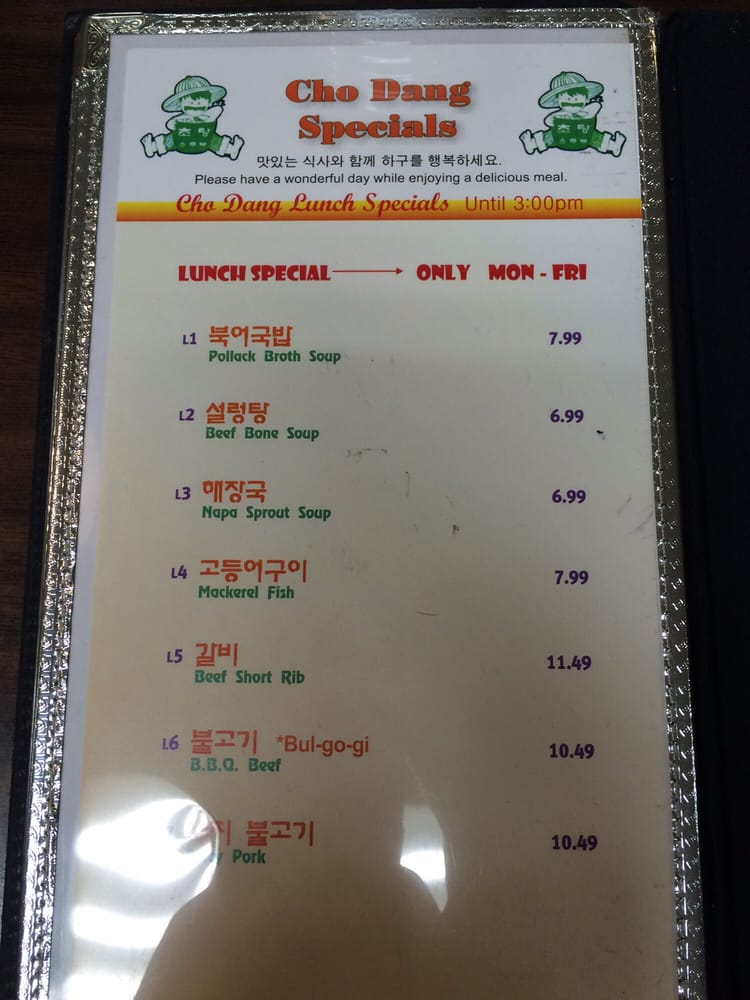 Cho Dang
Specials
초당
초당
맛있는 식사와 함께 하구를 행복하세요.
Please have a wonderful day while enjoying a delicious meal.
Cho Dang Lunch Specials Until 3:00pm
LUNCH SPECIAL → ONLY MON - FRI
L1 북어국밥 7.99
Pollack Broth Soup
L2 설렁탕 6.99
Beef Bone Soup
L3 해장국 6.99
Napa Sprout Soup
L4 고등어구이 7.99
Mackerel Fish
L5 갈비 11.49
Beef Short Rib
L6 불고기 *Bul-go-gi 10.49
B.B.Q. Beef
불고기 10.49
Pork